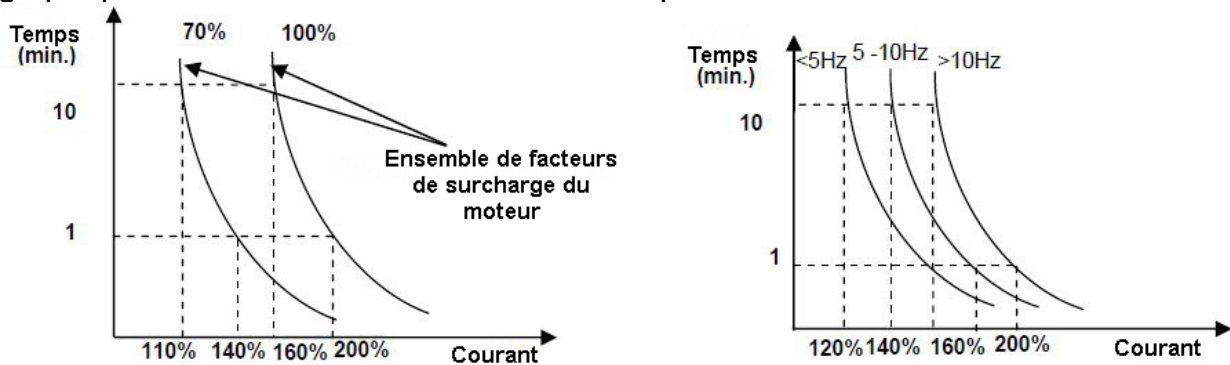 Temps
(min.)
70%
100%
10
Ensemble de facteurs
de surcharge du
moteur
1
110%
140%
160%
200%
Courant
Temps
(min.)
<5Hz
5 -10Hz
>10Hz
10
1
120%
140%
160%
200%
Courant